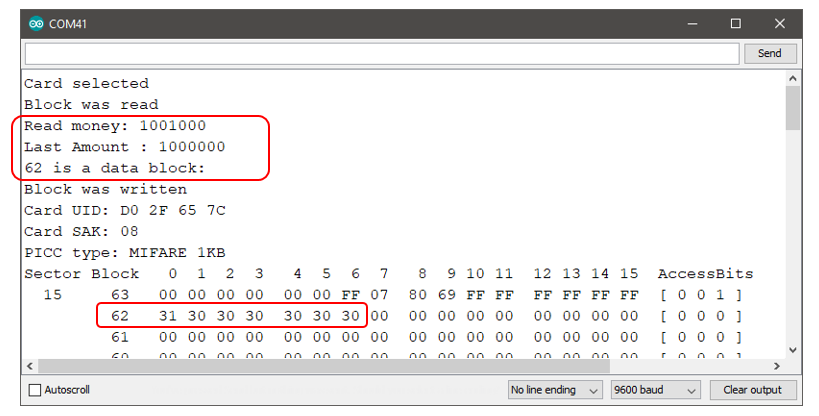 COM41
Send
Card selected
Block was read
Read money: 1001000
Last Amount : 1000000
62 is a data block:
Block was written
Card UID: D0 2F 65 7C
Card SAK: 08
PICC type: MIFARE 1KB
Sector Block 0 1 2 3 4 5 6 7 8 9 10 11 12 13 14 15 AccessBits
15 63 00 00 00 00 00 00 FF 07 80 69 FF FF FF FF FF FF [ 0 0 1 ]
62 31 30 30 30 30 30 30 00 00 00 00 00 00 00 00 00 [ 0 0 0 ]
61 00 00 00 00 00 00 00 00 00 00 00 00 00 00 00 00 [ 0 0 0 ]
60 00 00 00 00 00 00 00 00 00 00 00 00 00 00 00 00 [ 0 0 0 ]
Autoscroll No line ending 9600 baud Clear output